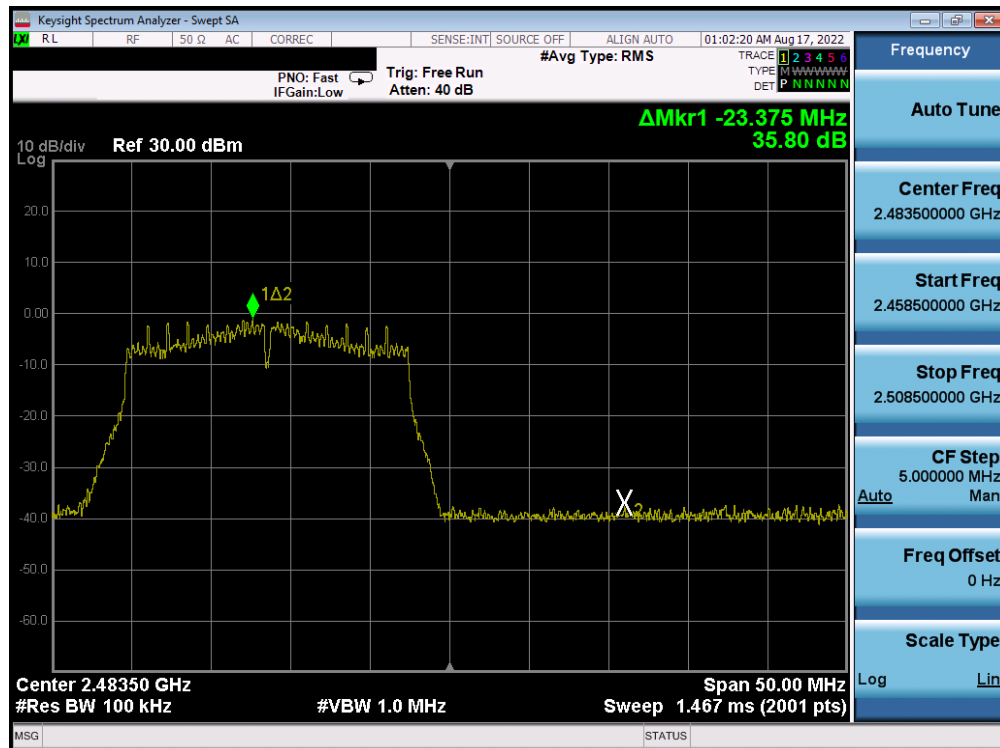 Keysight Spectrum Analyzer - Swept SA
LXI RL RF 50 Ω AC CORREC SENSE:INT SOURCE OFF ALIGN AUTO 01:02:20 AM Aug 17, 2022
#Avg Type: RMS TRACE 1 2 3 4 5 6
PNO: Fast Trig: Free Run TYPE M WWWWW
IFGain:Low Atten: 40 dB DET P N N N N N
ΔMkr1 -23.375 MHz
10 dB/div Ref 30.00 dBm 35.80 dB
Log
20.0
10.0
1Δ2
0.00
-10.0
-20.0
-30.0
X2
-40.0
-50.0
-60.0
Center 2.48350 GHz Span 50.00 MHz
#Res BW 100 kHz #VBW 1.0 MHz Sweep 1.467 ms (2001 pts)
MSG STATUS
Frequency
Auto Tune
Center Freq
2.483500000 GHz
Start Freq
2.458500000 GHz
Stop Freq
2.508500000 GHz
CF Step
5.000000 MHz
Auto Man
Freq Offset
0 Hz
Scale Type
Log Lin